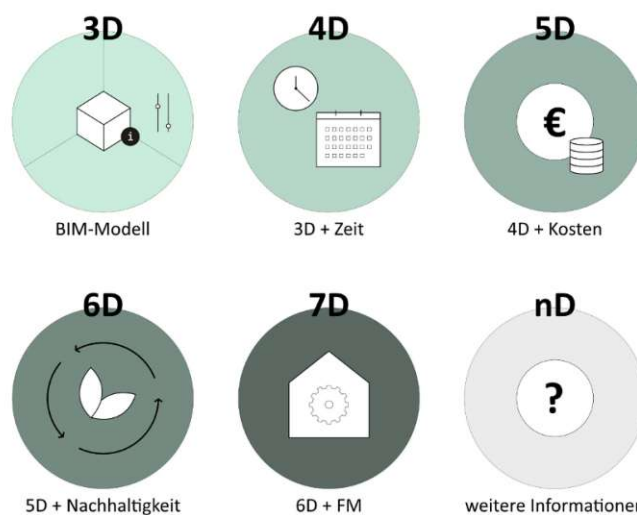 3D
4D
5D
i
€
BIM-Modell
3D + Zeit
4D + Kosten
6D
7D
nD
?
5D + Nachhaltigkeit
6D + FM
weitere Informationen